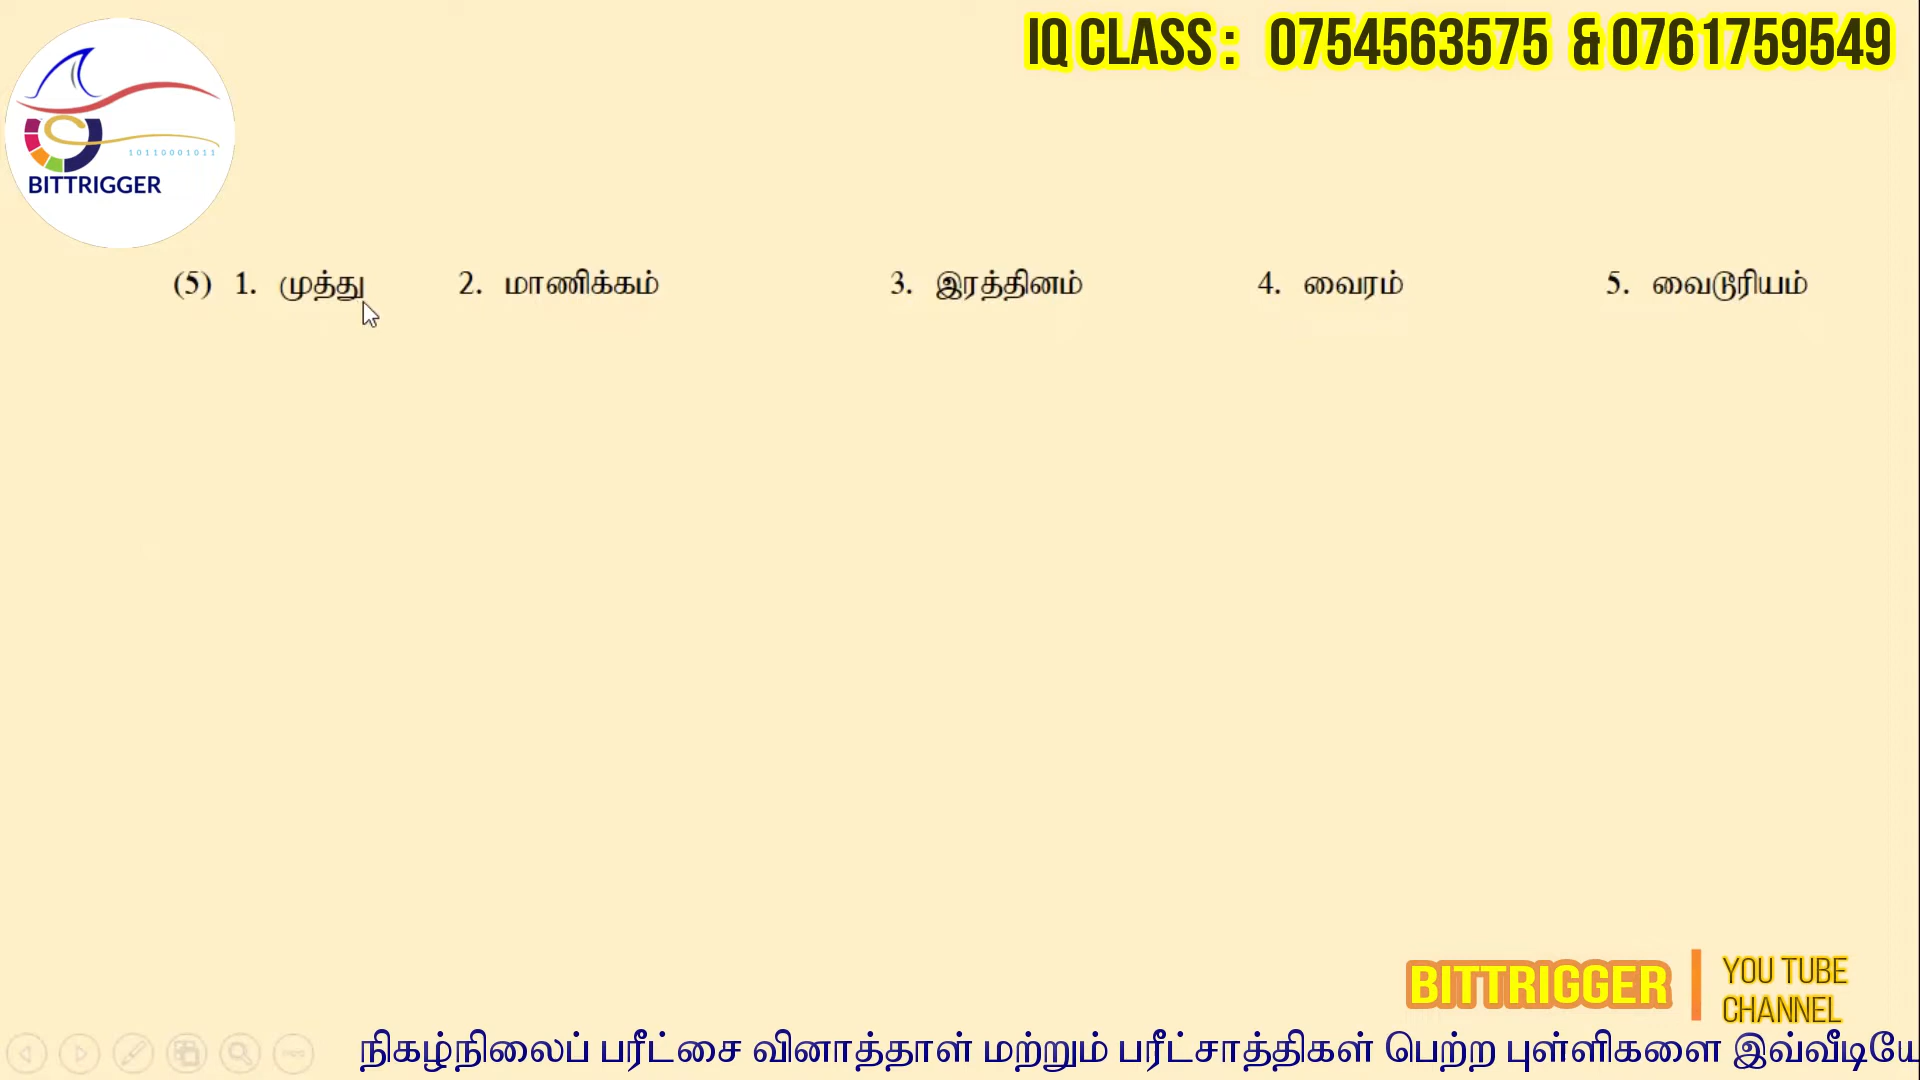 IQ CLASS : 0754563575 & 0761759549
10110001011
BITTRIGGER
(5) 1. முத்து 2. மாணிக்கம் 3. இரத்தினம் 4. வைரம் 5. வைடூரியம்
BITTRIGGER
YOU TUBE
CHANNEL
நிகழ்நிலைப் பரீட்சை வினாத்தாள் மற்றும் பரீட்சாத்திகள் பெற்ற புள்ளிகளை